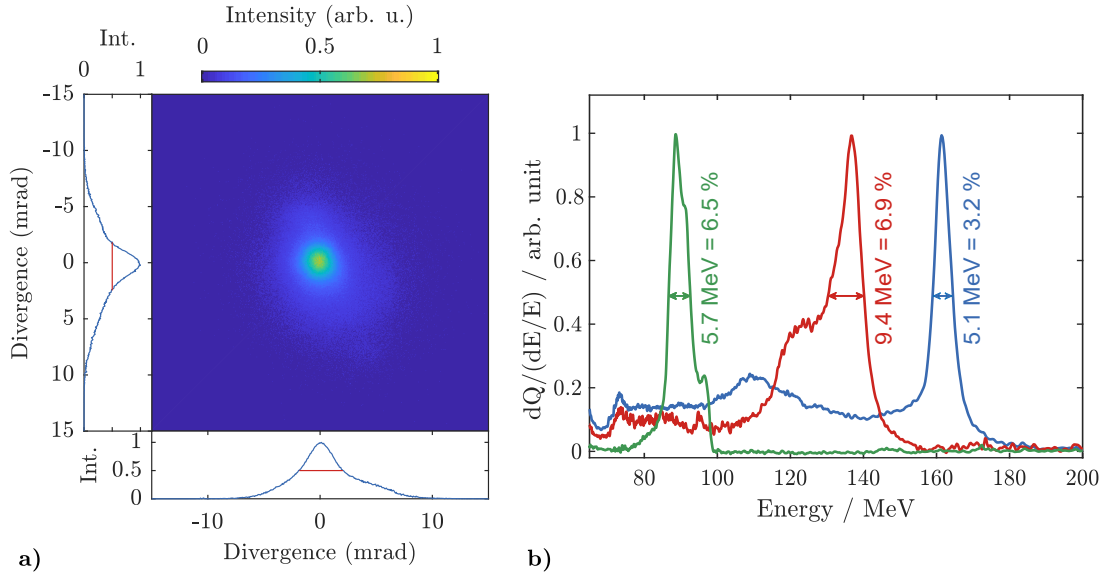 Intensity (arb. u.)
0 0.5 1
Int.
0 1
-15
-10
-5
0
5
10
15
Divergence (mrad)
1
0.5
0
Int.
-10 0 10
Divergence (mrad)
a)
1
0.8
0.6
0.4
0.2
0
dQ/(dE/E) / arb. unit
5.7 MeV = 6.5 %
9.4 MeV = 6.9 %
5.1 MeV = 3.2 %
80 100 120 140 160 180 200
Energy / MeV
b)